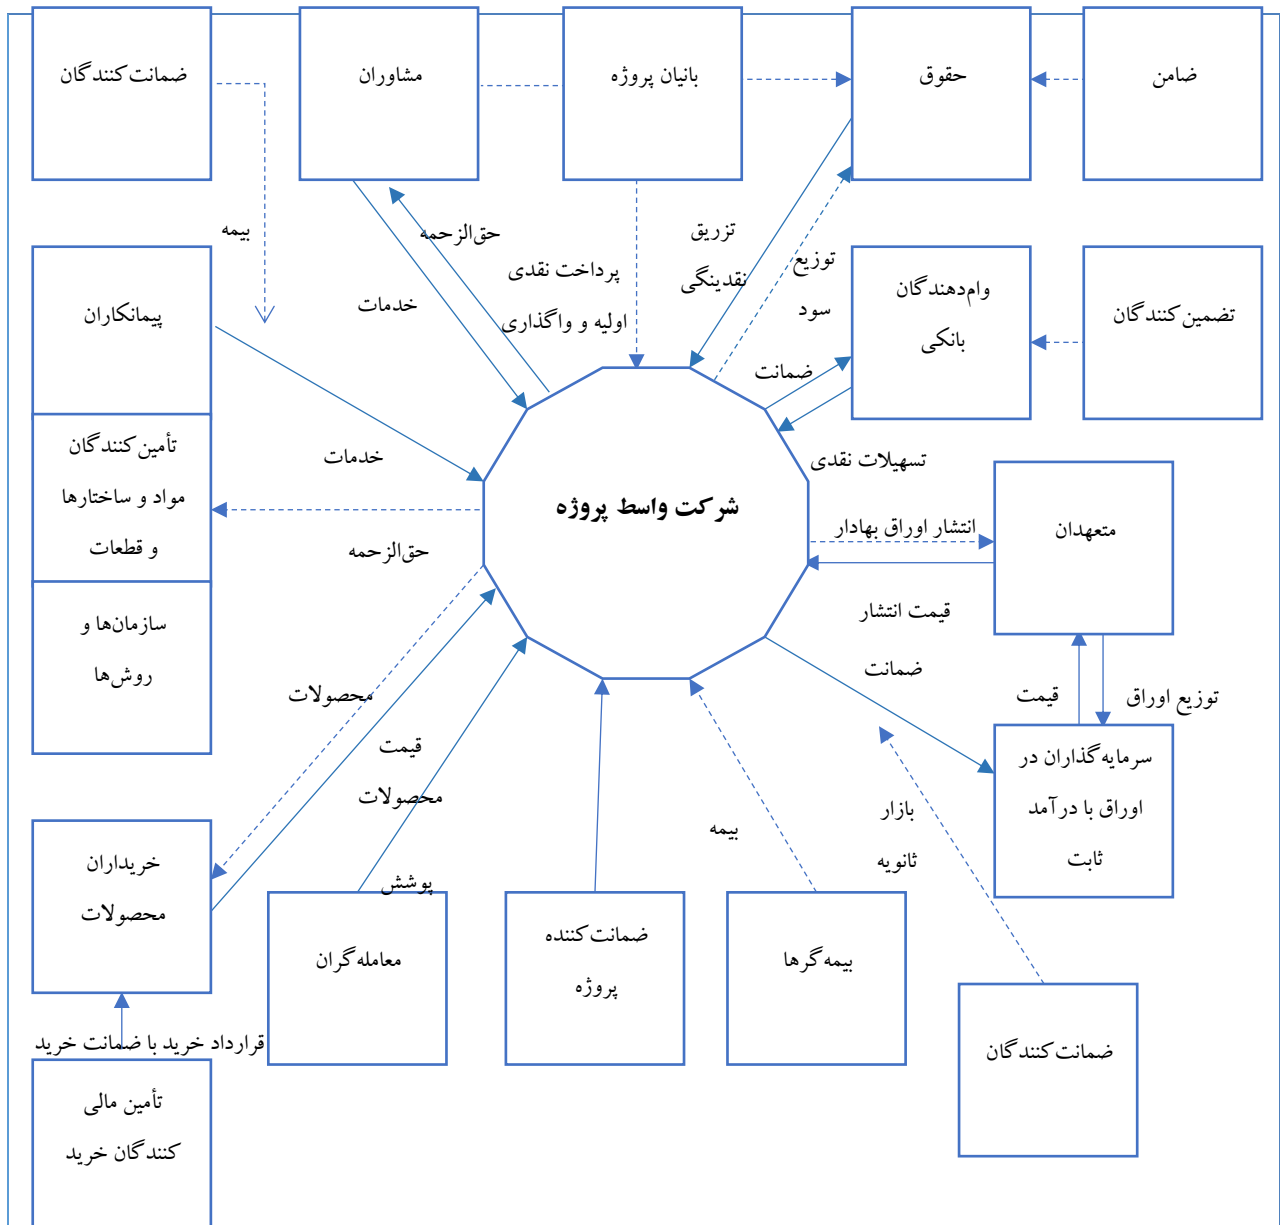 ضامن
حقوق
بانیان پروژه
مشاوران
ضمانت‌کنندگان
بیمه
حق‌الزحمه
خدمات
پرداخت نقدی
اولیه و واگذاری
تزریق
نقدینگی
توزیع
سود
وام‌دهندگان
بانکی
تضمین‌کنندگان
ضمانت
تسهیلات نقدی
پیمانکاران
خدمات
تأمین‌کنندگان
مواد و ساختارها
و قطعات
حق‌الزحمه
سازمان‌ها و
روش‌ها
شرکت واسط پروژه
انتشار اوراق بهادار
متعهدان
قیمت انتشار
ضمانت
قیمت
توزیع اوراق
سرمایه‌گذاران در
اوراق با درآمد
ثابت
بازار
ثانویه
محصولات
قیمت
محصولات
پوشش
بیمه
خریداران
محصولات
معامله‌گران
ضمانت‌کننده
پروژه
بیمه‌گرها
ضمانت‌کنندگان
قرارداد خرید با ضمانت خرید
تأمین مالی
کنندگان خرید